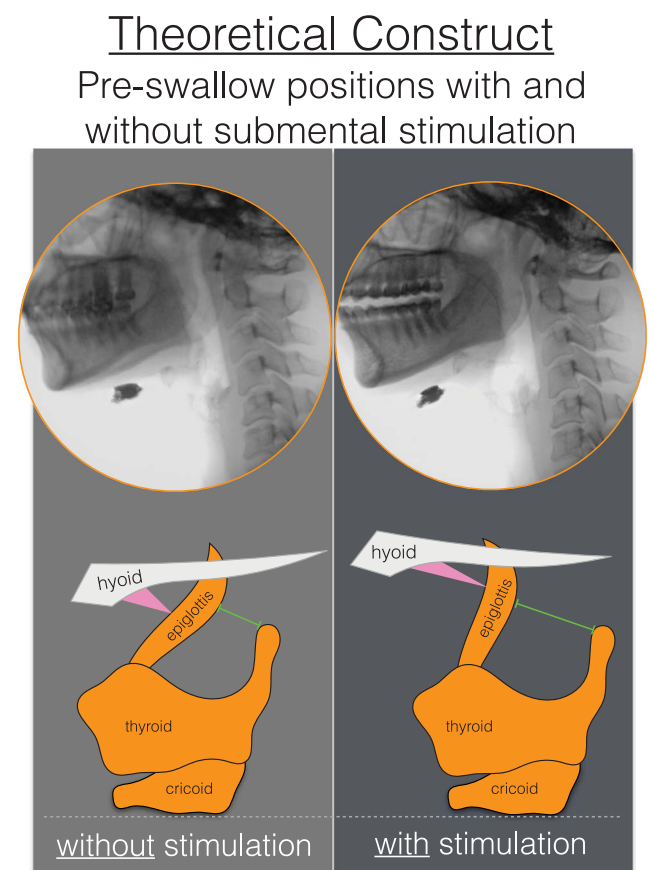 Theoretical Construct
Pre-swallow positions with and
without submental stimulation
hyoid
epiglottis
thyroid
cricoid
without stimulation
hyoid
epiglottis
thyroid
cricoid
with stimulation